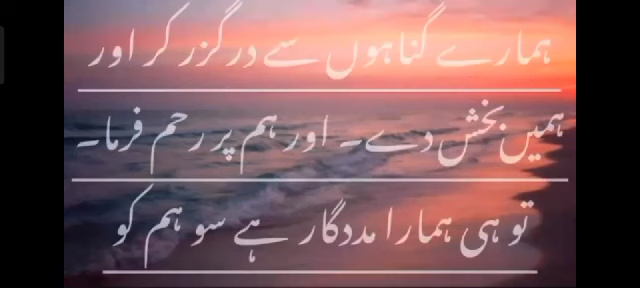 ہمارے گناہوں سے درگزر کر اور
ہمیں بخش دے۔ اور ہم پر رحم فرما۔
تو ہی ہمارا مددگار ہے سو ہم کو